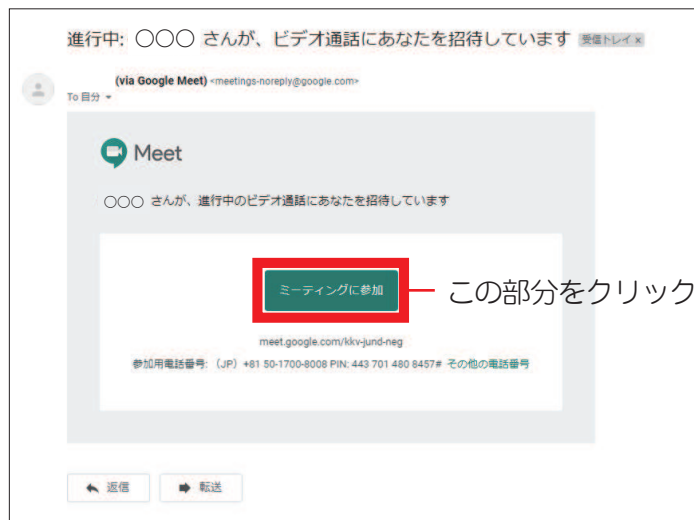 進行中: ○○○ さんが、ビデオ通話にあなたを招待しています 受信トレイ ×
(via Google Meet) <meetings-noreply@google.com>
To 自分
Meet
○○○ さんが、進行中のビデオ通話にあなたを招待しています
ミーティングに参加
この部分をクリック
meet.google.com/kkv-jund-neg
参加用電話番号: （JP）+81 50-1700-8008 PIN: 443 701 480 8457# その他の電話番号
返信 転送